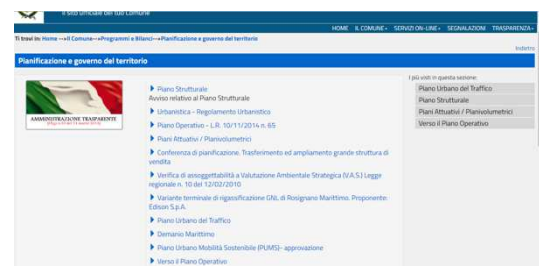 Il sito Ufficiale del tuo Comune
HOME IL COMUNE SERVIZI ON-LINE SEGNALAZIONI TRASPARENZA
Ti trovi in: Home -->Il Comune-->Programmi e Bilanci-->Pianificazione e governo del territorio
Indietro
Pianificazione e governo del territorio
I più visti in questa sezione:
Piano Urbano del Traffico
Piano Strutturale
Piani Attuativi / Planivolumetrici
Verso il Piano Operativo
AMMINISTRAZIONE TRASPARENTE
Piano Strutturale
Avviso relativo al Piano Strutturale
Urbanistica - Regolamento Urbanistico
Piano Operativo - L.R. 10/11/2014 n. 65
Piani Attuativi / Planivolumetrici
Conferenza di pianificazione. Trasferimento ed ampliamento grande struttura di
vendita
Verifica di assoggettabilità a Valutazione Ambientale Strategica (V.A.S.) Legge
regionale n. 10 del 12/02/2010
Variante terminale di rigassificazione GNL di Rosignano Marittimo. Proponente:
Edison S.p.A.
Piano Urbano del Traffico
Demanio Marittimo
Piano Urbano Mobilità Sostenibile (PUMS)- approvazione
Verso il Piano Operativo